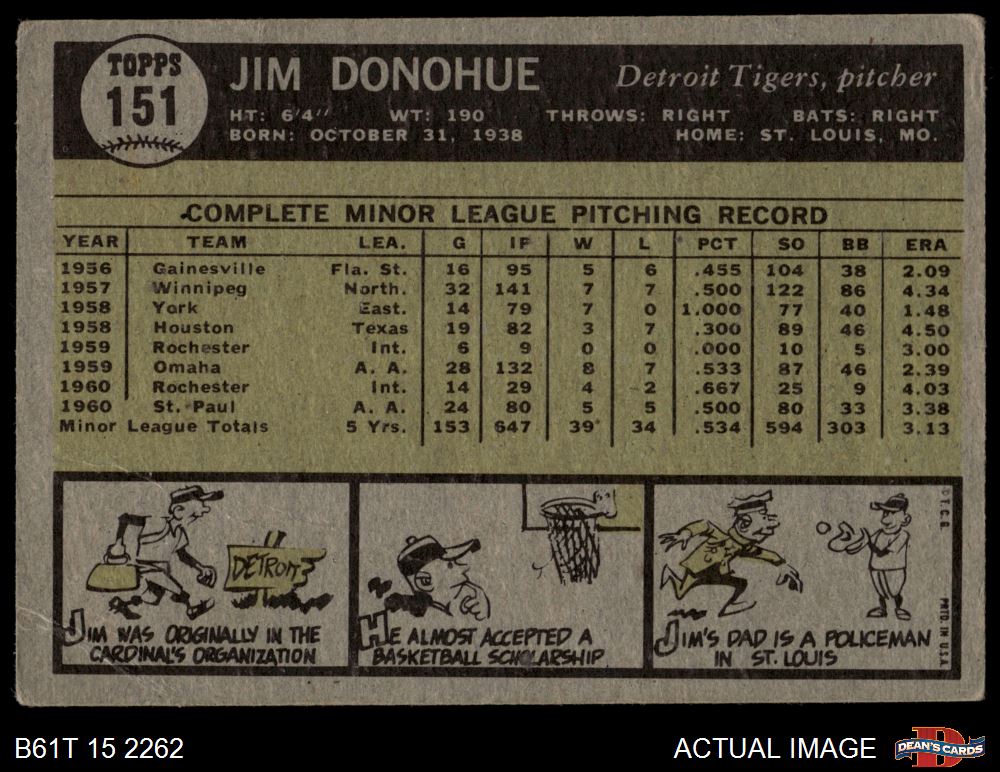 TOPPS
151
JIM DONOHUE Detroit Tigers, pitcher
HT: 6'4" WT: 190 THROWS: RIGHT BATS: RIGHT
BORN: OCTOBER 31, 1938 HOME: ST. LOUIS, MO.
COMPLETE MINOR LEAGUE PITCHING RECORD
YEAR TEAM LEA. G IP W L PCT SO BB ERA
1956 Gainesville Fla. St. 16 95 5 6 .455 104 38 2.09
1957 Winnipeg North. 32 141 7 7 .500 122 86 4.34
1958 York East. 14 79 7 0 1.000 77 40 1.48
1958 Houston Texas 19 82 3 7 .300 89 46 4.50
1959 Rochester Int. 6 9 0 0 .000 10 5 3.00
1959 Omaha A. A. 28 132 8 7 .533 87 46 2.39
1960 Rochester Int. 14 29 4 2 .667 25 9 4.03
1960 St. Paul A. A. 24 80 5 5 .500 80 33 3.38
Minor League Totals 5 Yrs. 153 647 39 34 .534 594 303 3.13
DETROIT
JIM WAS ORIGINALLY IN THE
CARDINAL'S ORGANIZATION
HE ALMOST ACCEPTED A
BASKETBALL SCHOLARSHIP
JIM'S DAD IS A POLICEMAN
IN ST. LOUIS
© T.C.G.
PRTD. IN U.S.A.
B61T 15 2262 ACTUAL IMAGE
DEAN'S CARDS